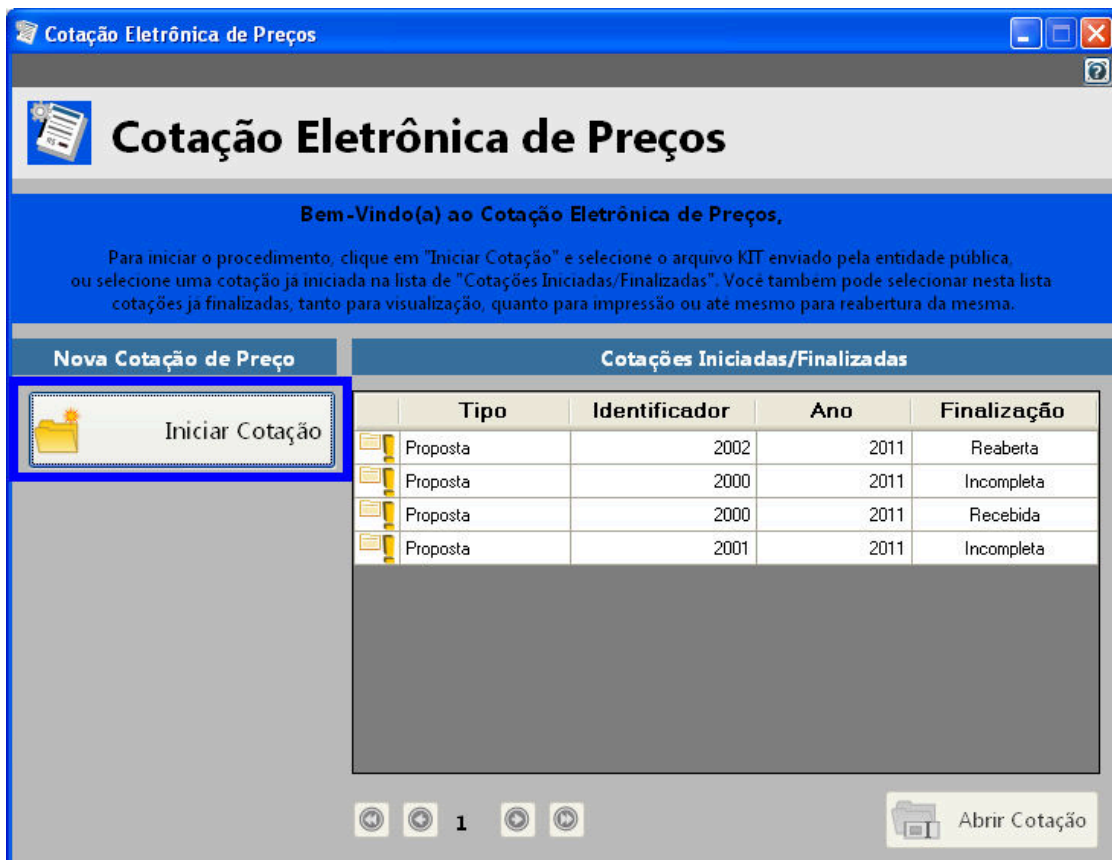 Cotação Eletrônica de Preços
Cotação Eletrônica de Preços
Bem-Vindo(a) ao Cotação Eletrônica de Preços,
Para iniciar o procedimento, clique em "Iniciar Cotação" e selecione o arquivo KIT enviado pela entidade pública,
ou selecione uma cotação já iniciada na lista de "Cotações Iniciadas/Finalizadas". Você também pode selecionar nesta lista
cotações já finalizadas, tanto para visualização, quanto para impressão ou até mesmo para reabertura da mesma.
Nova Cotação de Preço
Iniciar Cotação
Cotações Iniciadas/Finalizadas
Tipo Identificador Ano Finalização
Proposta 2002 2011 Reaberta
Proposta 2000 2011 Incompleta
Proposta 2000 2011 Recebida
Proposta 2001 2011 Incompleta
1
Abrir Cotação